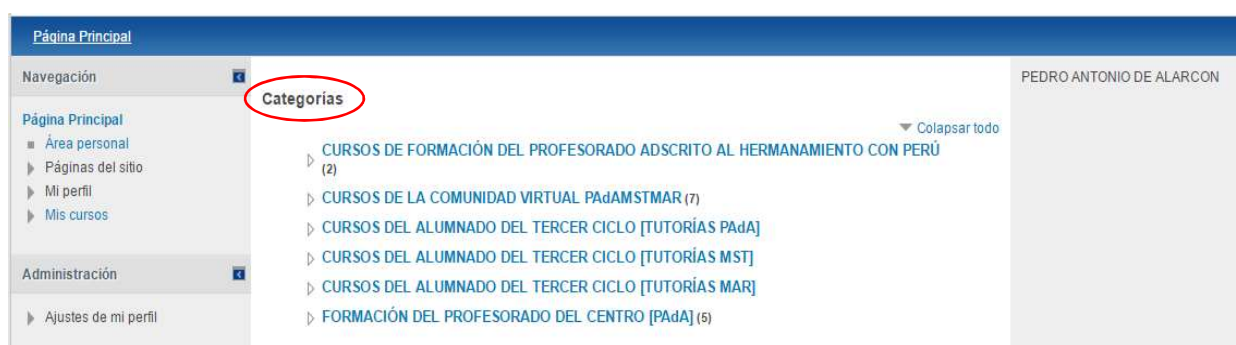 Página Principal
Navegación
Página Principal
Área personal
Páginas del sitio
Mi perfil
Mis cursos
Administración
Ajustes de mi perfil
Categorías
Colapsar todo
CURSOS DE FORMACIÓN DEL PROFESORADO ADSCRITO AL HERMANAMIENTO CON PERÚ
(2)
CURSOS DE LA COMUNIDAD VIRTUAL PAdAMSTMAR (7)
CURSOS DEL ALUMNADO DEL TERCER CICLO [TUTORÍAS PAdA]
CURSOS DEL ALUMNADO DEL TERCER CICLO [TUTORÍAS MST]
CURSOS DEL ALUMNADO DEL TERCER CICLO [TUTORÍAS MAR]
FORMACIÓN DEL PROFESORADO DEL CENTRO [PAdA] (5)
PEDRO ANTONIO DE ALARCON